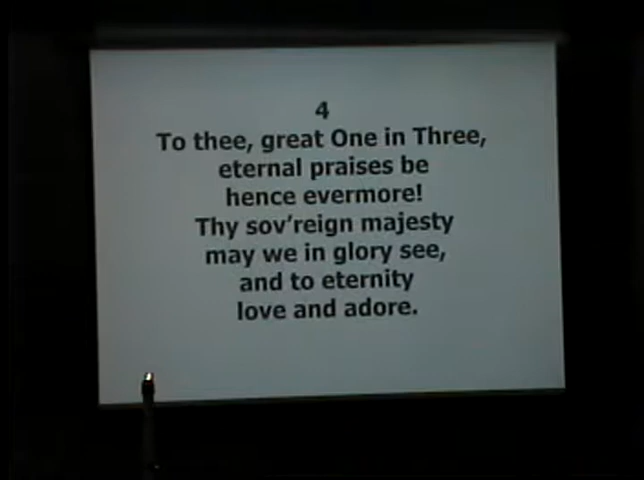 4
To thee, great One in Three,
eternal praises be
hence evermore!
Thy sov'reign majesty
may we in glory see,
and to eternity
love and adore.